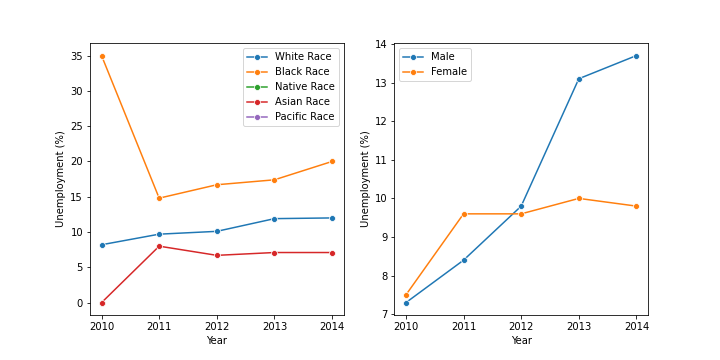 35
30
25
20
15
10
5
0
Unemployment (%)
2010 2011 2012 2013 2014
Year
White Race
Black Race
Native Race
Asian Race
Pacific Race
14
13
12
11
10
9
8
7
Unemployment (%)
2010 2011 2012 2013 2014
Year
Male
Female